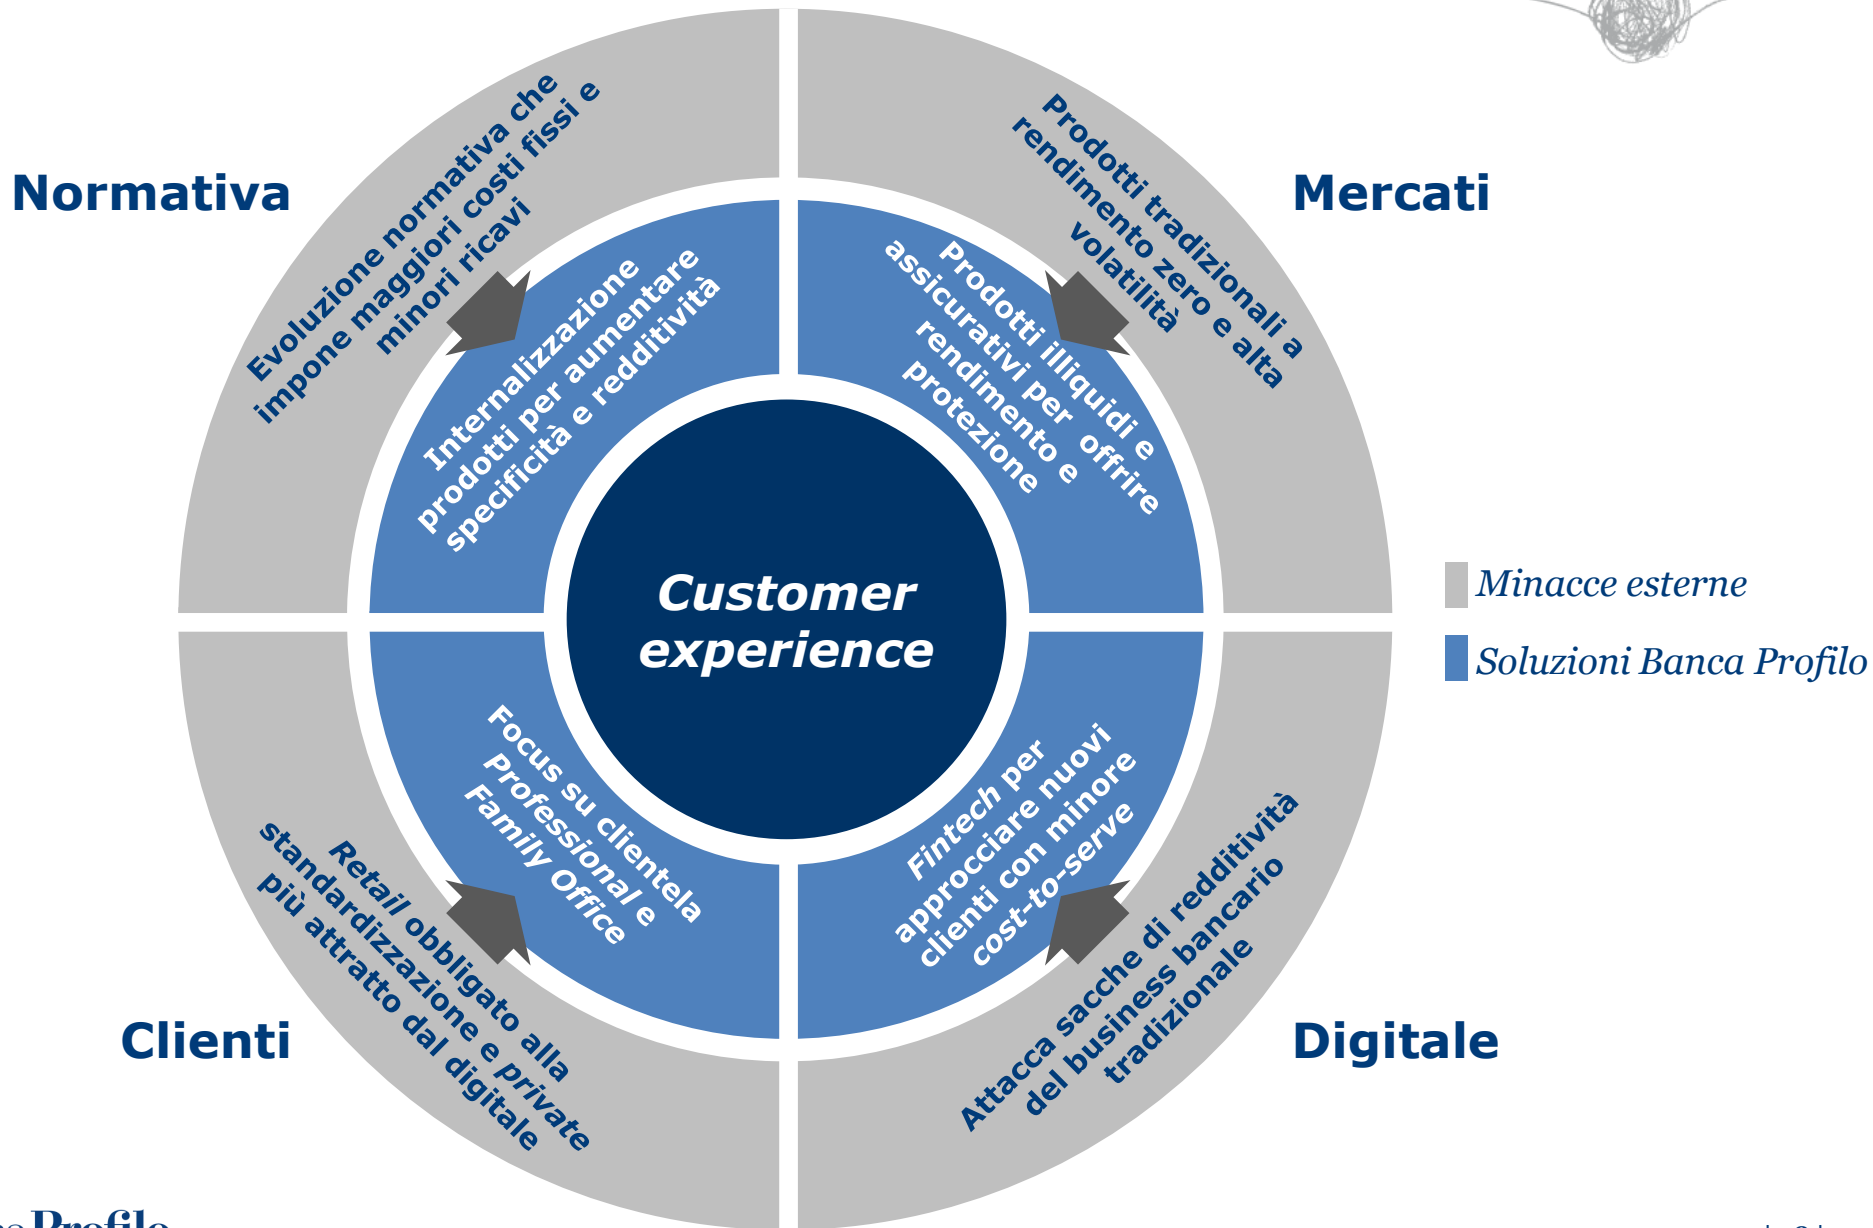 Normativa
Evoluzione normativa che
impone maggiori costi fissi e
minori ricavi
Internalizzazione
prodotti per aumentare
specificità e redditività
Mercati
Prodotti tradizionali a
rendimento zero e alta
volatilità
Prodotti illiquidi e
assicurativi per offrire
rendimento e
protezione
Customer
experience
Minacce esterne
Soluzioni Banca Profilo
Clienti
Retail obbligato alla
standardizzazione e private
più attratto dal digitale
Focus su clientela
Professional e
Family Office
Digitale
Attacca sacche di redditività
del business bancario
tradizionale
Fintech per
approcciare nuovi
clienti con minore
cost-to-serve
Profilo